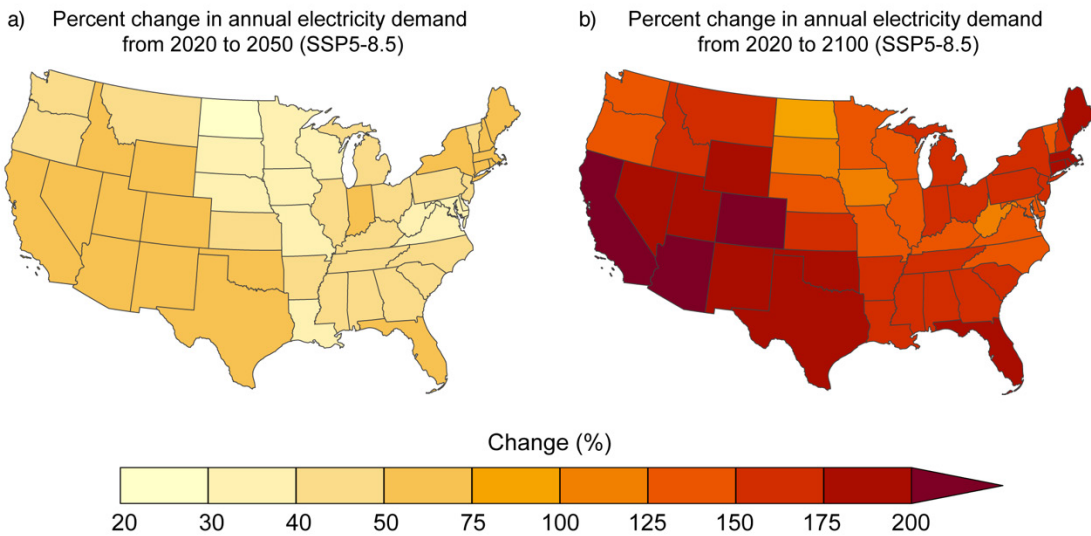 a) Percent change in annual electricity demand
from 2020 to 2050 (SSP5-8.5)
b) Percent change in annual electricity demand
from 2020 to 2100 (SSP5-8.5)
Change (%)
20 30 40 50 75 100 125 150 175 200